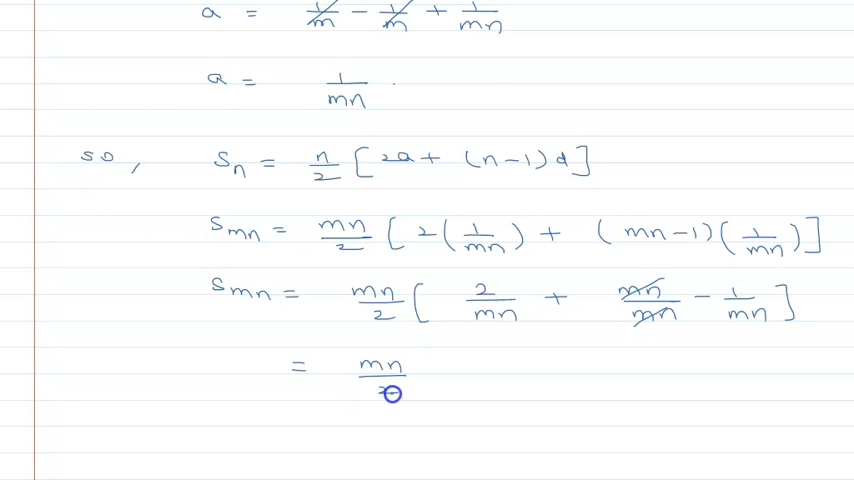 a = 1/m - 1/m + 1/mn
a = 1/mn .
so, Sn = n/2 [2a + (n-1)d]
Smn = mn/2 [2(1/mn) + (mn-1)(1/mn)]
Smn = mn/2 [2/mn + mn/mn - 1/mn]
= mn/2